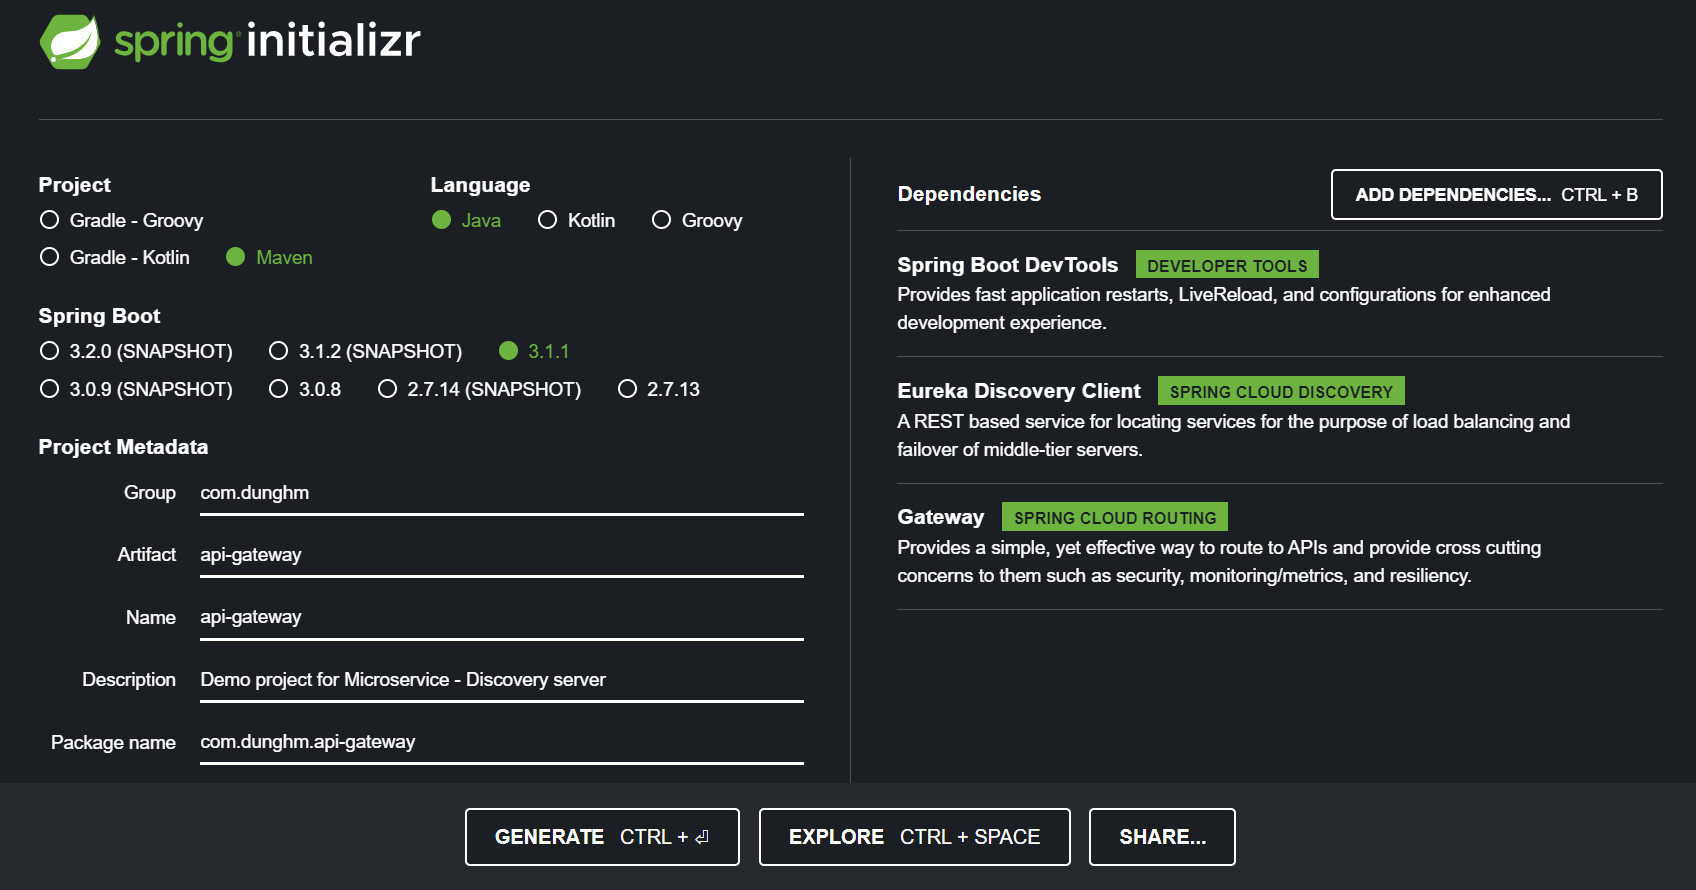 spring initializr
Project
Gradle - Groovy
Gradle - Kotlin Maven
Language
Java Kotlin Groovy
Spring Boot
3.2.0 (SNAPSHOT) 3.1.2 (SNAPSHOT) 3.1.1
3.0.9 (SNAPSHOT) 3.0.8 2.7.14 (SNAPSHOT) 2.7.13
Project Metadata
Group com.dunghm
Artifact api-gateway
Name api-gateway
Description Demo project for Microservice - Discovery server
Package name com.dunghm.api-gateway
Dependencies
ADD DEPENDENCIES... CTRL + B
Spring Boot DevTools DEVELOPER TOOLS
Provides fast application restarts, LiveReload, and configurations for enhanced
development experience.
Eureka Discovery Client SPRING CLOUD DISCOVERY
A REST based service for locating services for the purpose of load balancing and
failover of middle-tier servers.
Gateway SPRING CLOUD ROUTING
Provides a simple, yet effective way to route to APIs and provide cross cutting
concerns to them such as security, monitoring/metrics, and resiliency.
GENERATE CTRL + ⏎ EXPLORE CTRL + SPACE SHARE...